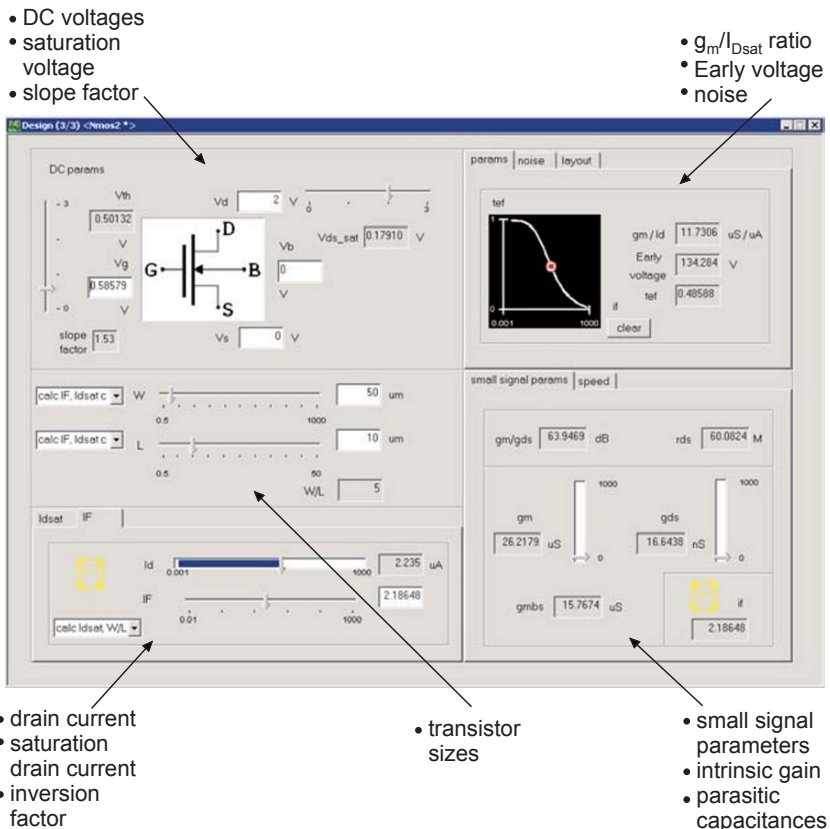 • DC voltages
• saturation
voltage
• slope factor
• gm/IDsat ratio
• Early voltage
• noise
Design (3/3) <Nmos2 *>
DC params
- 3
Vth
0.50132
V
Vg
0.58579
V
- 0
slope
factor
1.53
Vd 2 V
0 3
D
G
B
S
Vds_sat 0.17910 V
Vb
0
V
Vs 0 V
params noise layout
tef
1
0
0.001 1000
if
clear
gm/Id 11.7306 uS/uA
Early
voltage
134.284 V
tef 0.48588
calc IF, Idsat c W 50 um
0.5 1000
calc IF, Idsat c L 10 um
0.5 50
W/L 5
Idsat IF
Id 2.235 uA
0.001 1000
IF 2.18648
0.01 1000
calc Idsat, W/L
small signal params speed
gm/gds 63.9469 dB rds 60.0824 M
1000 1000
gm gds
26.2179 uS 16.6438 nS
0 0
gmbs 15.7674 uS
if
2.18648
• drain current
• saturation
drain current
• inversion
factor
• transistor
sizes
• small signal
parameters
• intrinsic gain
• parasitic
capacitances